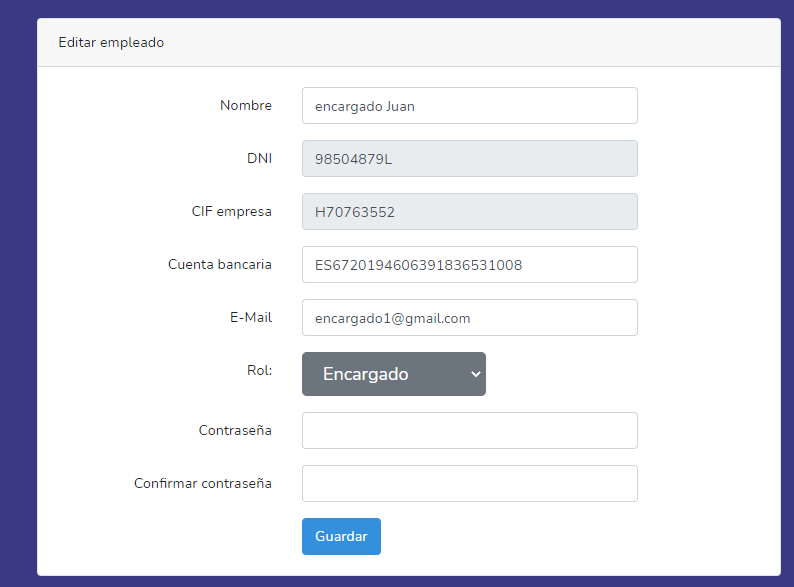 Editar empleado
Nombre encargado Juan
DNI 98504879L
CIF empresa H70763552
Cuenta bancaria ES6720194606391836531008
E-Mail encargado1@gmail.com
Rol: Encargado
Contraseña
Confirmar contraseña
Guardar